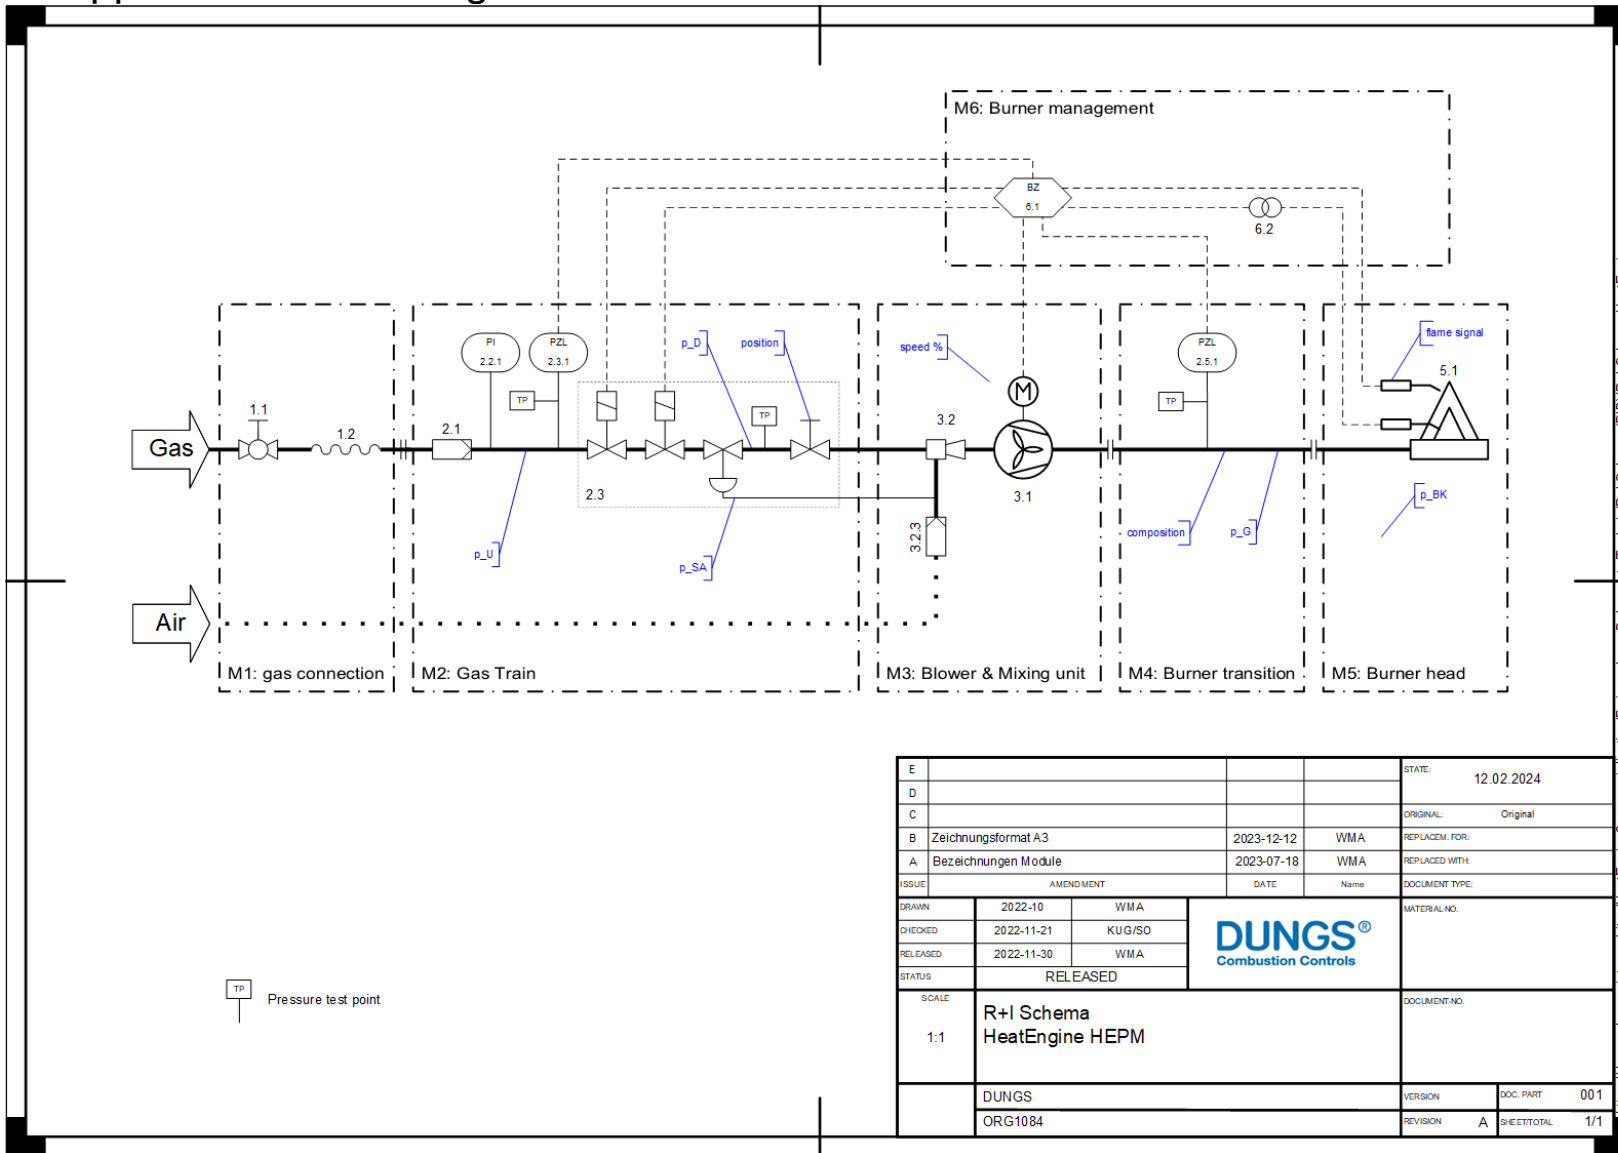 M6: Burner management
BZ
6.1
6.2
PI
2.2.1
PZL
2.3.1
p_D
position
speed %
PZL
2.5.1
flame signal
5.1
TP
TP
TP
M
1.1
1.2
2.1
3.2
Gas
2.3
3.1
3.2.3
p_U
p_SA
composition
p_G
p_BK
Air
M1: gas connection
M2: Gas Train
M3: Blower & Mixing unit
M4: Burner transition
M5: Burner head
E
STATE:
12.02.2024
D
C
ORIGINAL:
Original
B
Zeichnungsformat A3
2023-12-12
WMA
REPLACEM. FOR:
A
Bezeichnungen Module
2023-07-18
WMA
REPLACED WITH:
ISSUE
AMENDMENT
DATE
Name
DOCUMENT TYPE:
DRAWN
2022-10
WMA
MATERIAL-NO.
CHECKED
2022-11-21
KUG/SO
RELEASED
2022-11-30
WMA
STATUS
RELEASED
DUNGS®
Combustion Controls
SCALE
1:1
R+I Schema
HeatEngine HEPM
DOCUMENT-NO.
DUNGS
VERSION
DOC. PART
001
ORG1084
REVISION
A
SHEET/TOTAL
1/1
TP
Pressure test point